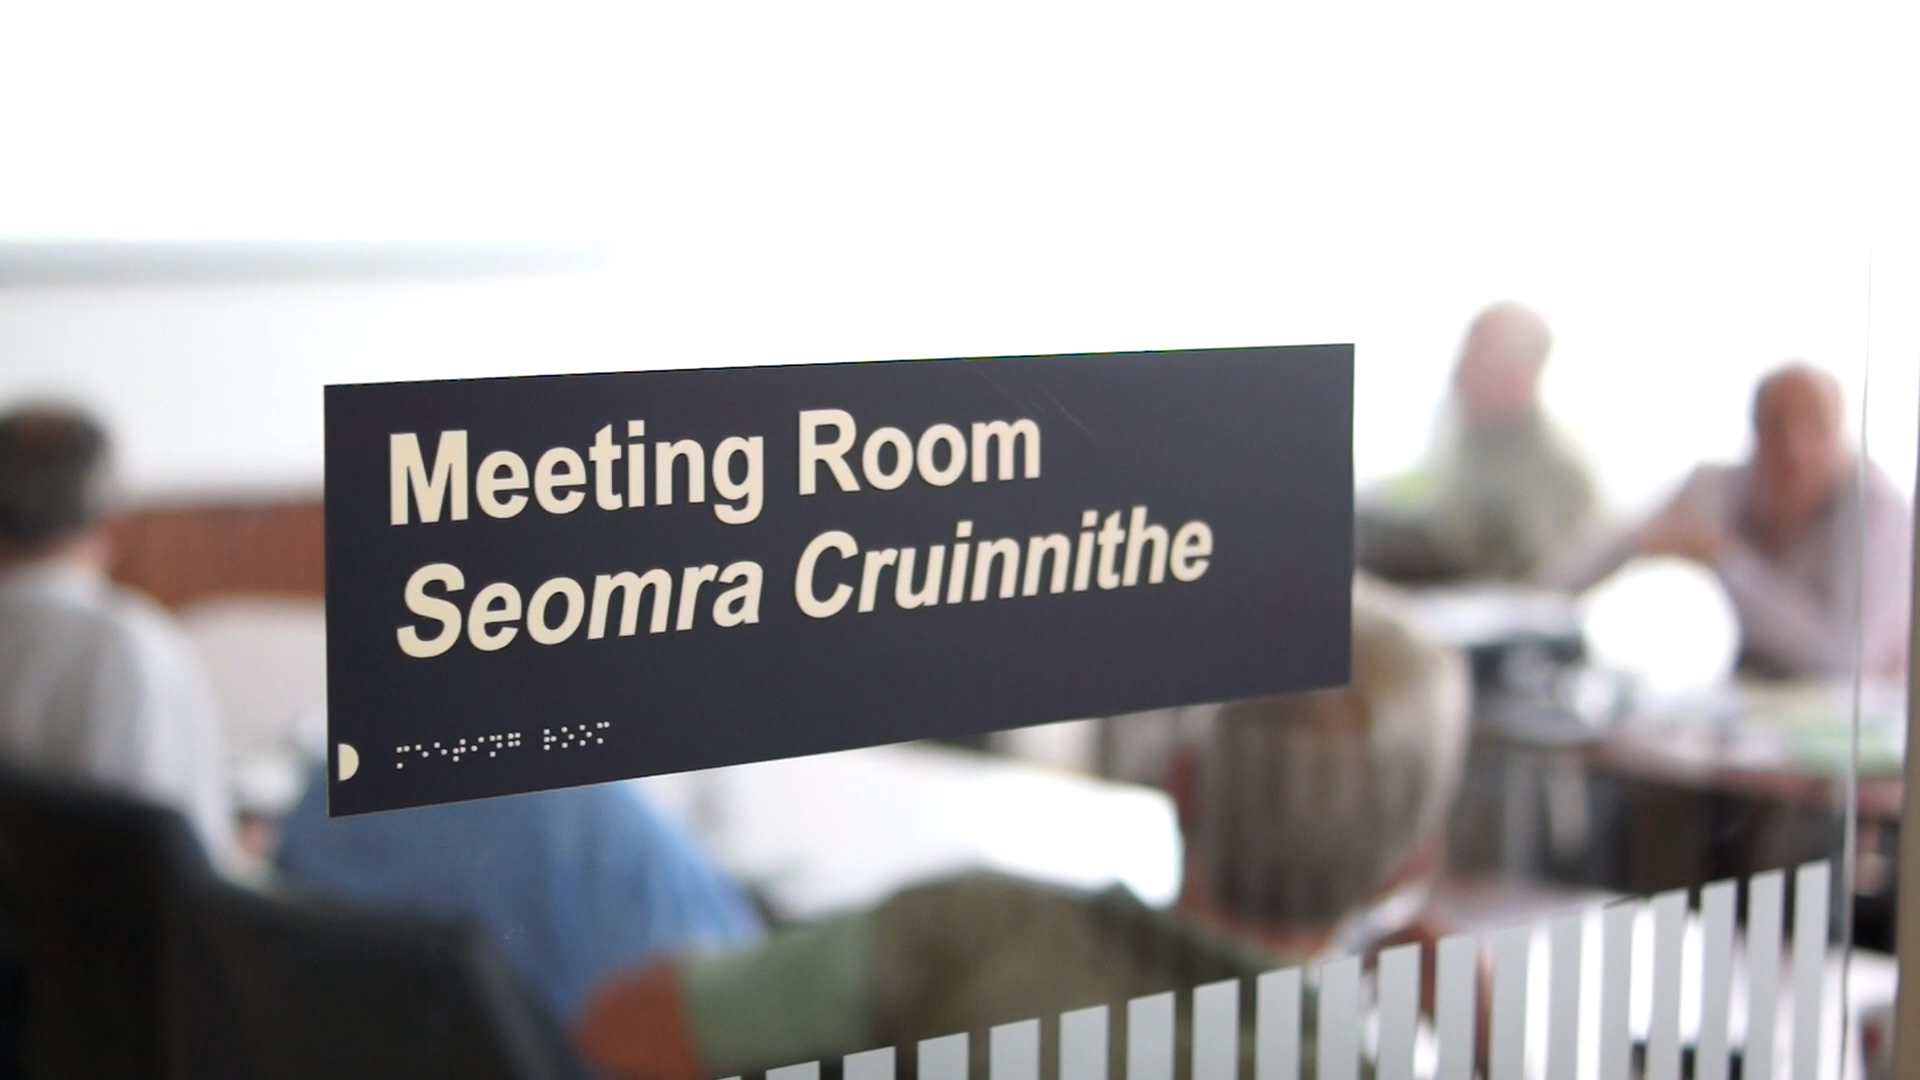 Meeting Room
Seomra Cruinnithe
⠍⠑⠑⠞⠊⠝⠛ ⠗⠕⠕⠍